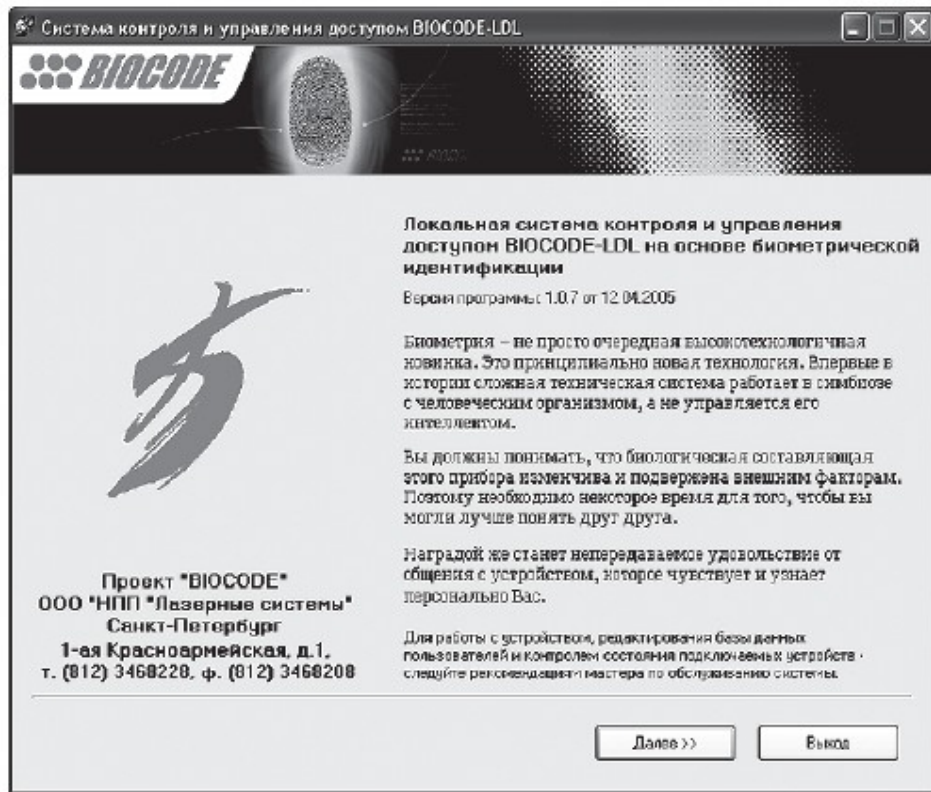 Система контроля и управления доступом BIOCODE-LDL
BIOCODE
Локальная система контроля и управления
доступом BIOCODE-LDL на основе биометрической
идентификации
Версия программы: 1.0.7 от 12.04.2005
Биометрия – не просто очередная высокотехнологичная
новинка. Это принципиально новая технология. Впервые в
истории сложная техническая система работает в симбиозе
с человеческим организмом, а не управляется его
интеллектом.
Вы должны понимать, что биологическая составляющая
этого прибора изменчива и подвержена внешним факторам.
Поэтому необходимо некоторое время для того, чтобы вы
могли лучше понять друг друга.
Наградой же станет непередаваемое удовольствие от
общения с устройством, которое чувствует и узнает
персонально Вас.
Для работы с устройством, редактирования базы данных
пользователей и контролем состояния подключаемых устройств -
следуйте рекомендациям мастера по обслуживанию системы.
Проект "BIOCODE"
ООО "НПП "Лазерные системы"
Санкт-Петербург
1-ая Красноармейская, д.1,
т. (812) 3468228, ф. (812) 3468208
Далее >>
Выход